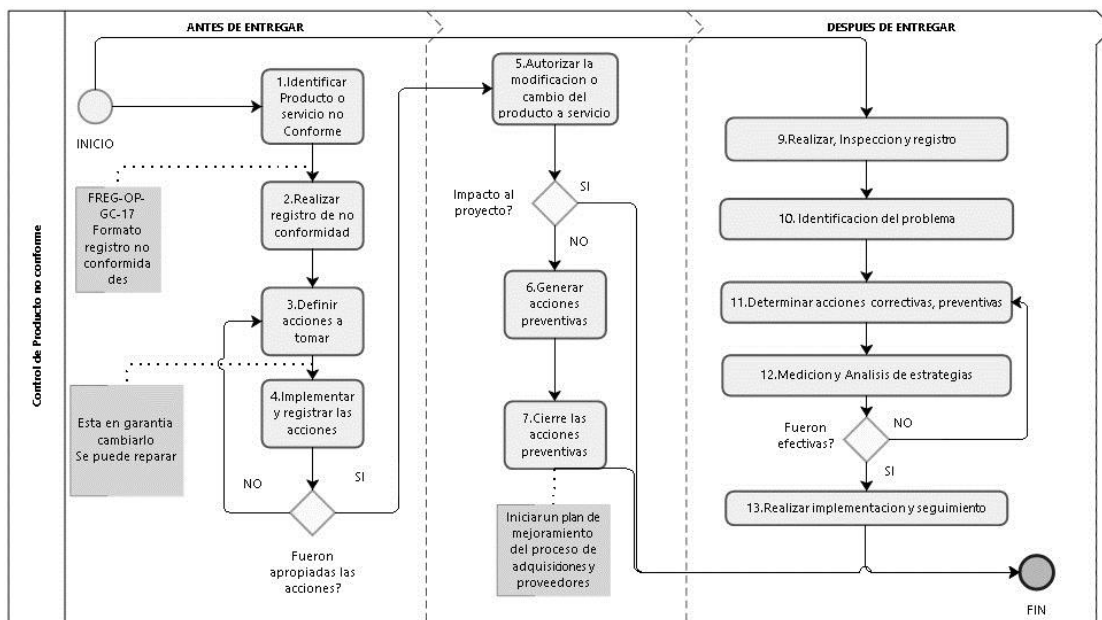 Control de Producto no conforme
ANTES DE ENTREGAR
DESPUES DE ENTREGAR
INICIO
1.Identificar
Producto o
servicio no
Conforme
FREG-OP-
GC-17
Formato
registro no
conformida
des
2.Realizar
registro de no
conformidad
3.Definir
acciones a
tomar
Esta en garantia
cambiarlo
Se puede reparar
4.Implementar
y registrar las
acciones
NO
SI
Fueron
apropiadas las
acciones?
5.Autorizar la
modificacion o
cambio del
producto a servicio
Impacto al
proyecto?
SI
NO
6.Generar
acciones
preventivas
7.Cierre las
acciones
preventivas
Iniciar un plan de
mejoramiento
del proceso de
adquisiciones y
proveedores
9.Realizar, Inspeccion y registro
10. Identificacion del problema
11.Determinar acciones correctivas, preventivas
12.Medicion y Analisis de estrategias
Fueron
efectivas?
NO
SI
13.Realizar implementacion y seguimiento
FIN